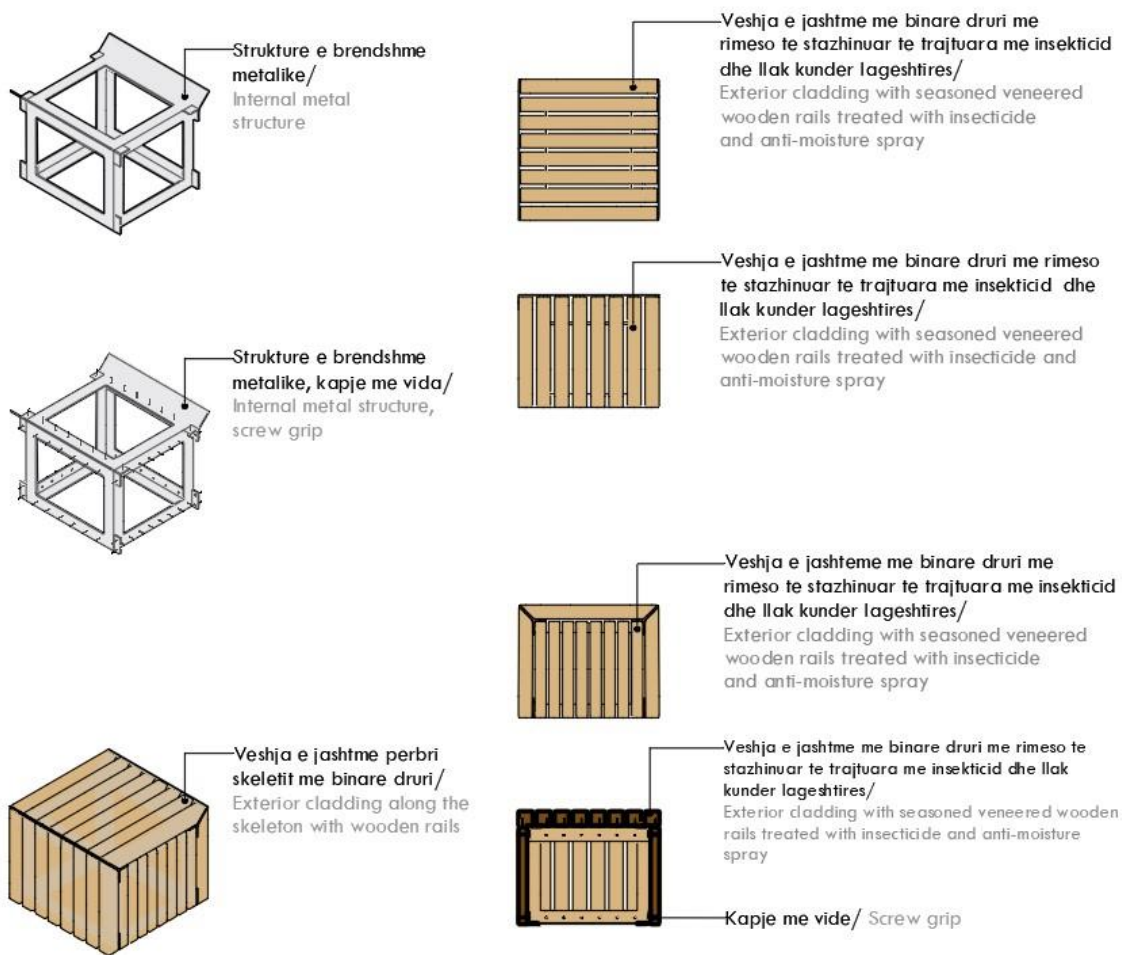 Strukture e brendshme
metalike/
Internal metal
structure
Strukture e brendshme
metalike, kapje me vida/
Internal metal structure,
screw grip
Veshja e jashtme perbri
skeletit me binare druri/
Exterior cladding along the
skeleton with wooden rails
Veshja e jashtme me binare druri me
rimeso te stazhinuar te trajtuara me insekticid
dhe llak kunder lageshtires/
Exterior cladding with seasoned veneered
wooden rails treated with insecticide
and anti-moisture spray
Veshja e jashtme me binare druri me rimeso
te stazhinuar te trajtuara me insekticid dhe
llak kunder lageshtires/
Exterior cladding with seasoned veneered
wooden rails treated with insecticide and
anti-moisture spray
Veshja e jashteme me binare druri me
rimeso te stazhinuar te trajtuara me insekticid
dhe llak kunder lageshtires/
Exterior cladding with seasoned veneered
wooden rails treated with insecticide
and anti-moisture spray
Veshja e jashtme me binare druri me rimeso te
stazhinuar te trajtuara me insekticid dhe llak
kunder lageshtires/
Exterior cladding with seasoned veneered wooden
rails treated with insecticide and anti-moisture
spray
Kapje me vide/ Screw grip